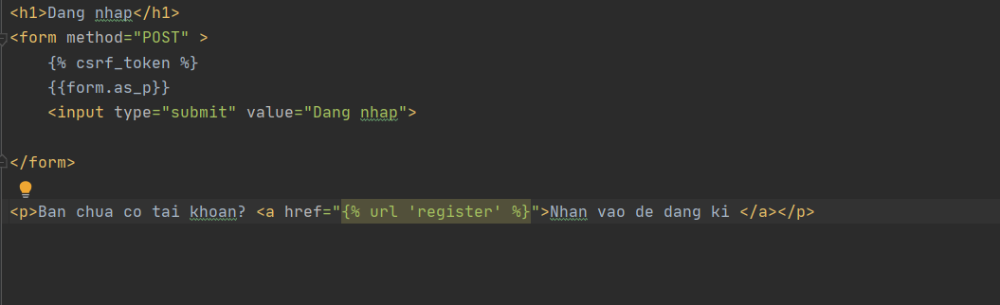 <h1>Dang nhap</h1>
<form method="POST" >
    {% csrf_token %}
    {{form.as_p}}
    <input type="submit" value="Dang nhap">
</form>
<p>Ban chua co tai khoan? <a href="{% url 'register' %}">Nhan vao de dang ki </a></p>